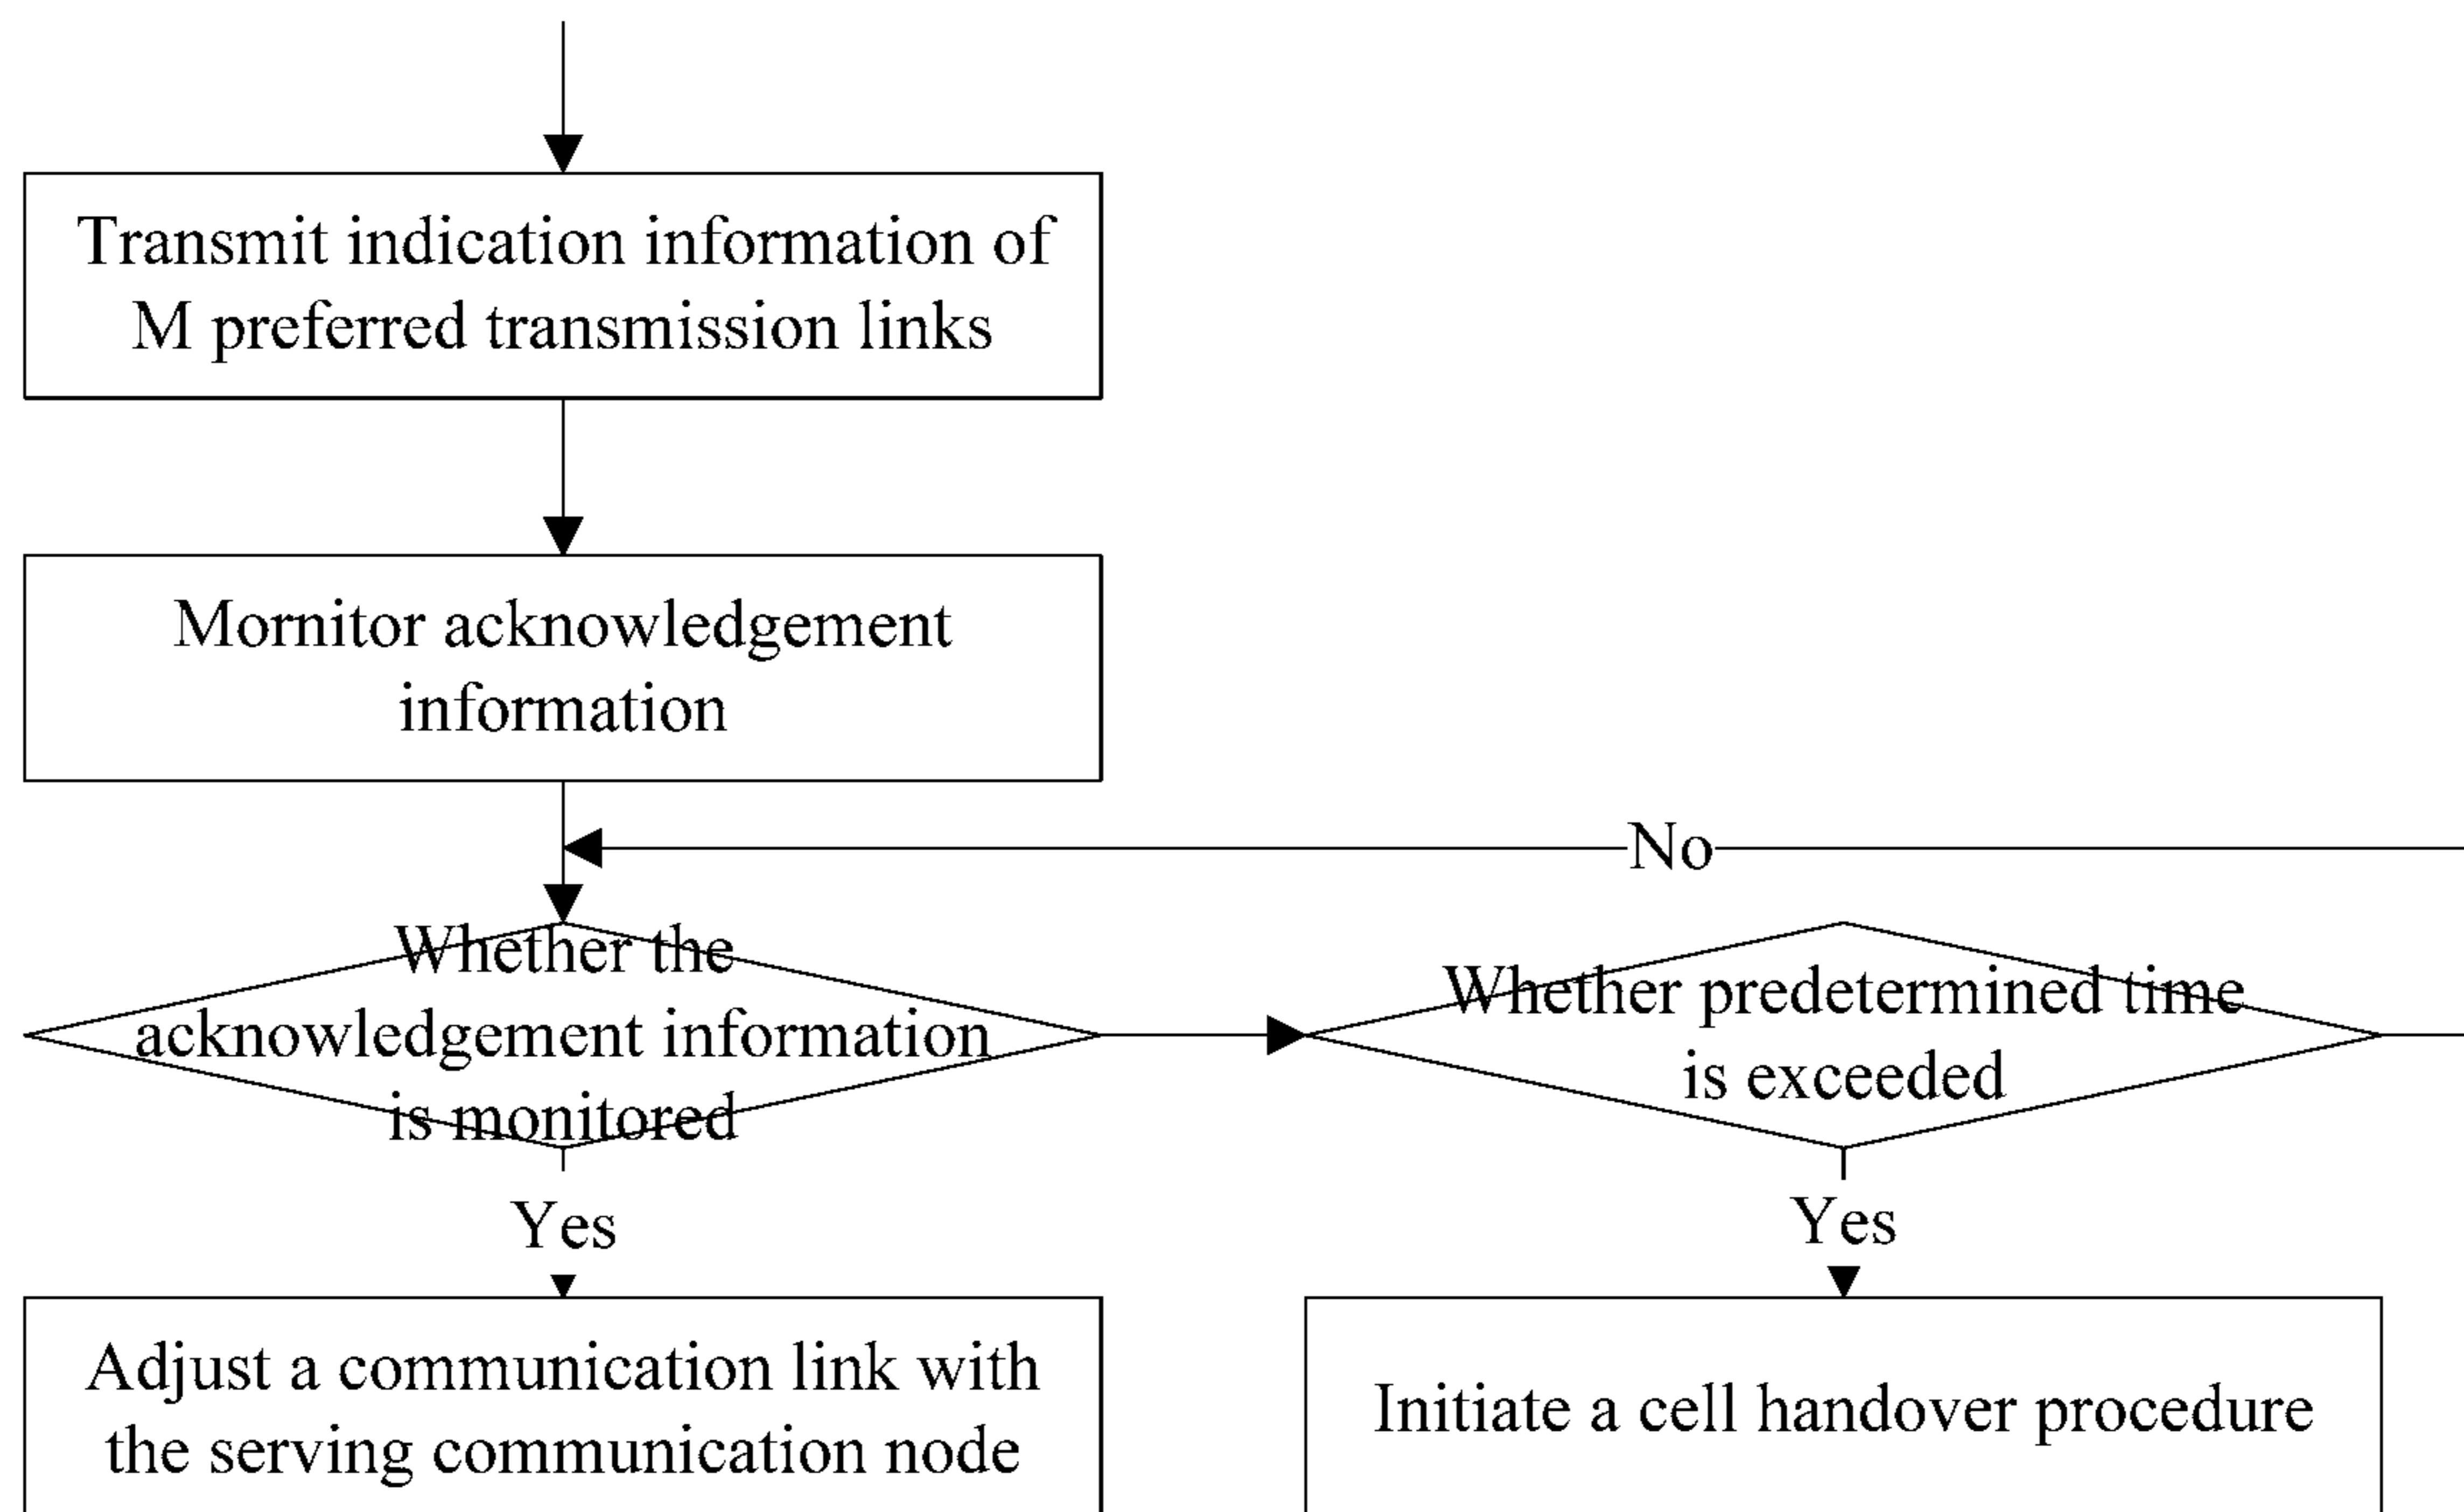 Transmit indication information of
M preferred transmission links
Mornitor acknowledgement
information
No
Whether the
acknowledgement information
is monitored
Whether predetermined time
is exceeded
Yes
Yes
Adjust a communication link with
the serving communication node
Initiate a cell handover procedure